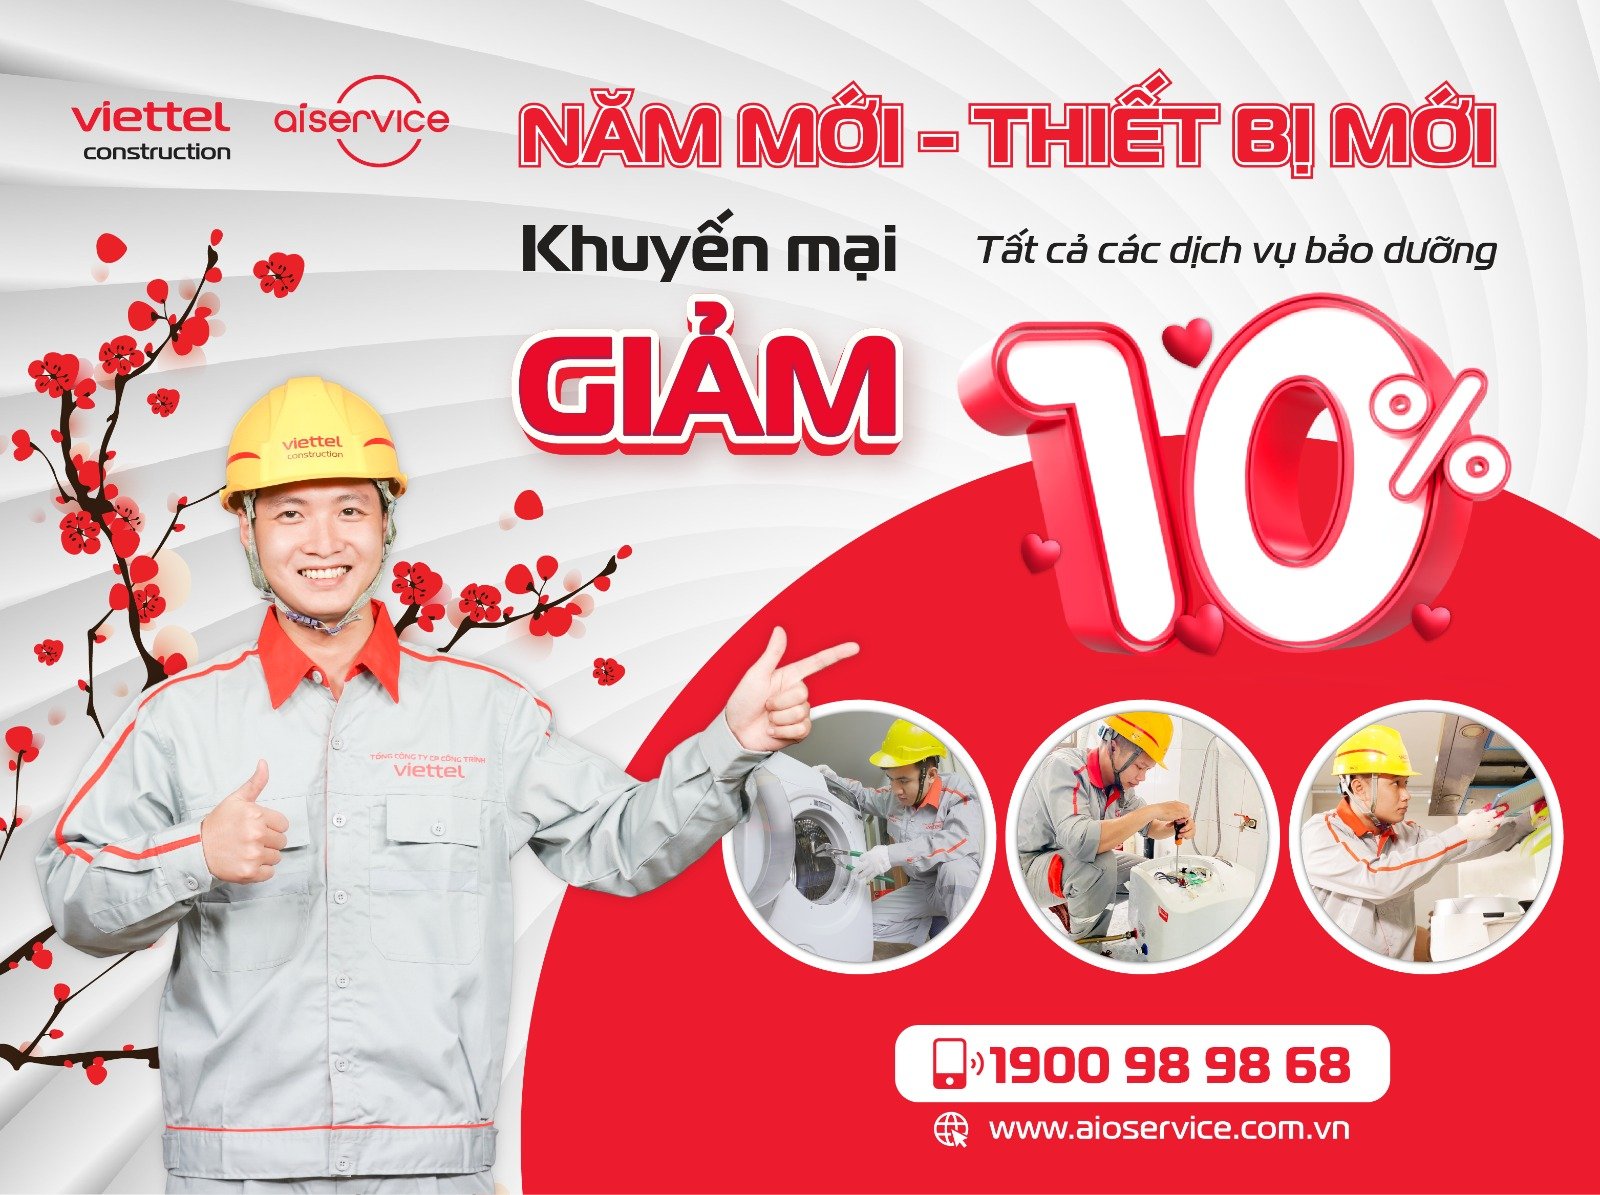 viettel
construction
aiservice
NĂM MỚI - THIẾT BỊ MỚI
Khuyến mại
Tất cả các dịch vụ bảo dưỡng
GIẢM
10%
viettel
construction
TỔNG CÔNG TY CP CÔNG TRÌNH
viettel
1900 98 98 68
www.aioservice.com.vn